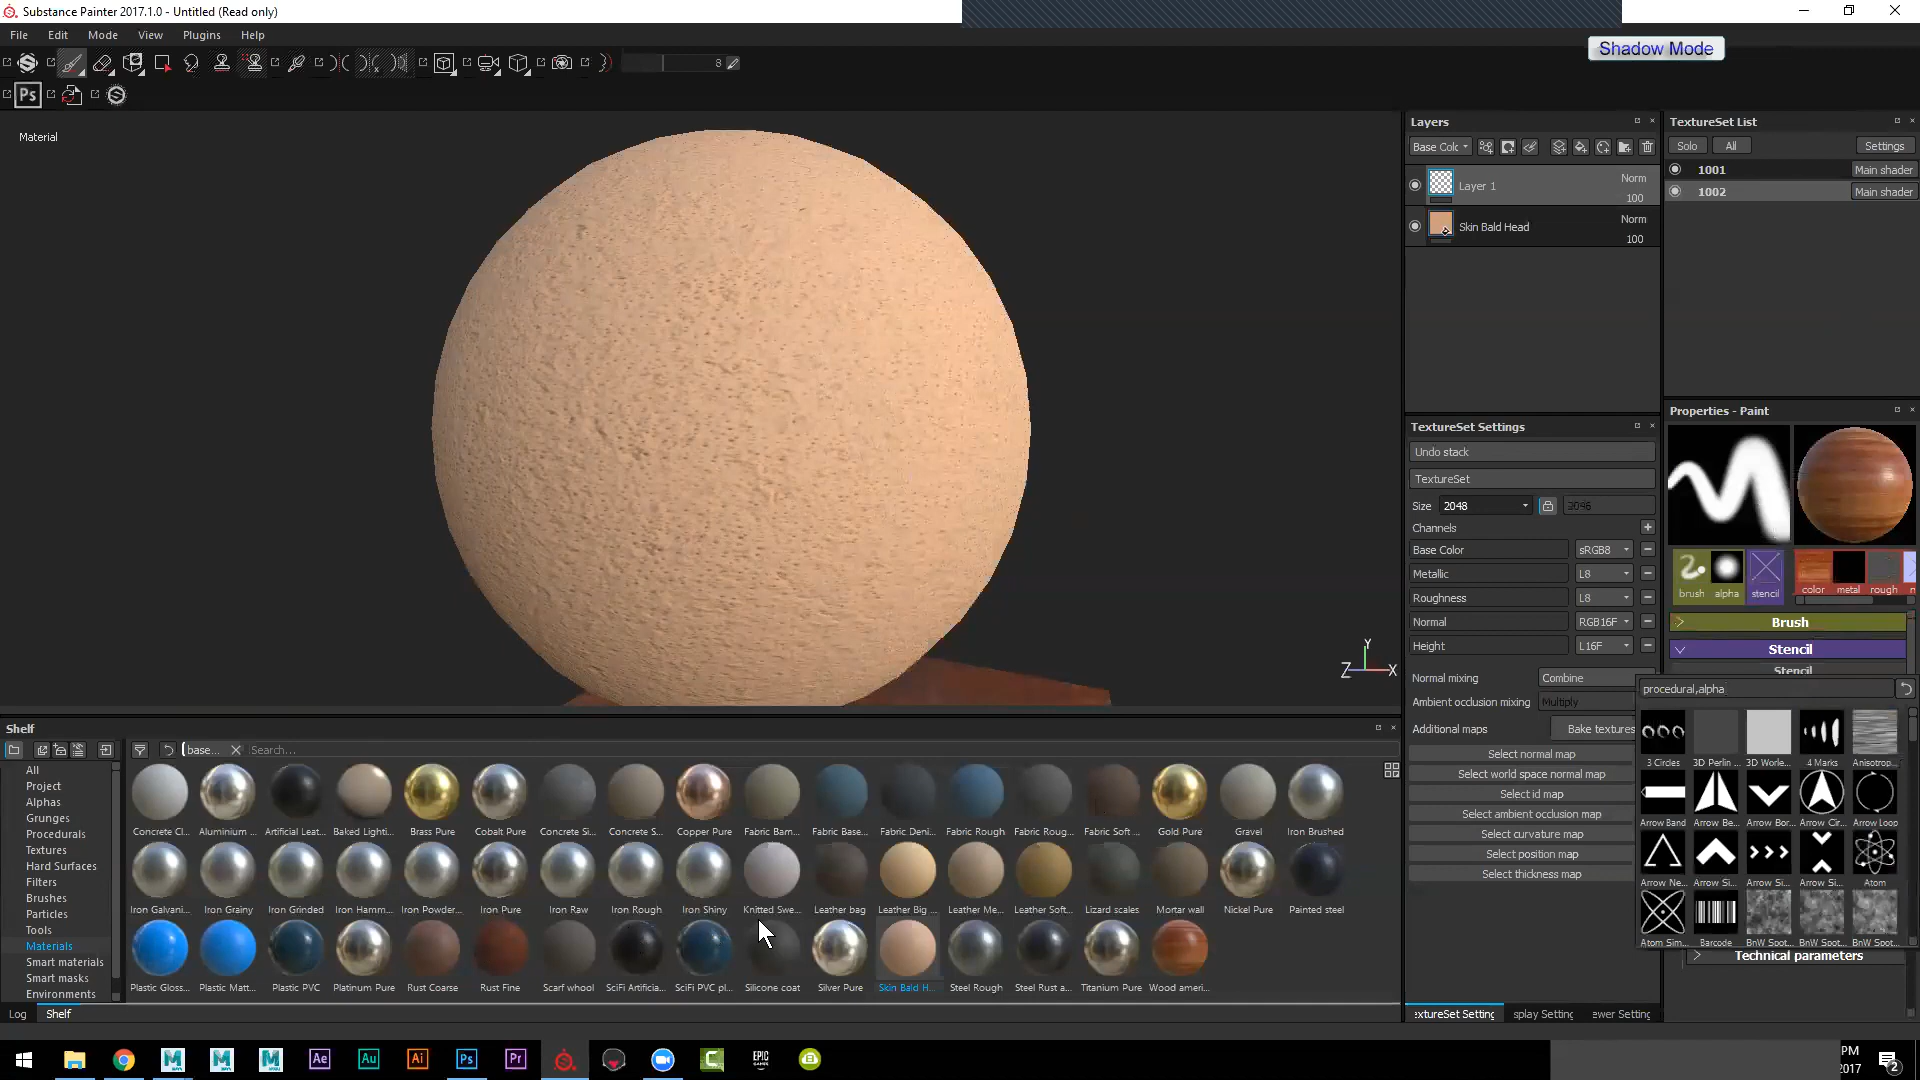 Substance Painter 2017.1.0 - Untitled (Read only)
File Edit Mode View Plugins Help
Shadow Mode
8
Ps
Material
Layers
Base Colc
Layer 1
Norm
100
Skin Bald Head
Norm
100
TextureSet List
Solo All Settings
1001 Main shader
1002 Main shader
TextureSet Settings
Undo stack
TextureSet
Size 2048 2048
Channels
Base Color sRGB8
Metallic L8
Roughness L8
Normal RGB16F
Height L16F
Normal mixing Combine
Ambient occlusion mixing Multiply
Additional maps Bake textures
Select normal map
Select world space normal map
Select id map
Select ambient occlusion map
Select curvature map
Select position map
Select thickness map
extureSet Setting splay Setting ewer Setting
Properties - Paint
brush alpha stencil color metal rough
Brush
Stencil
Stencil
procedural,alpha
3 Circles 3D Perlin ... 3D Worle... 4 Marks Anisotrop...
Arrow Band Arrow Be... Arrow Bor... Arrow Cir... Arrow Loop
Arrow Ne... Arrow Si... Arrow Si... Arrow Si... Atom
Atom Sim... Barcode BnW Spot... BnW Spot... BnW Spot...
Technical parameters
Y
Z X
Shelf
base... Search...
All
Project
Alphas
Grunges
Procedurals
Textures
Hard Surfaces
Filters
Brushes
Particles
Tools
Materials
Smart materials
Smart masks
Environments
Concrete Cl... Aluminium ... Artificial Leat... Baked Lighti... Brass Pure Cobalt Pure Concrete Si... Concrete S... Copper Pure Fabric Bam... Fabric Base... Fabric Deni... Fabric Rough Fabric Roug... Fabric Soft ... Gold Pure Gravel Iron Brushed
Iron Galvani... Iron Grainy Iron Grinded Iron Hamm... Iron Powder... Iron Pure Iron Raw Iron Rough Iron Shiny Knitted Swe... Leather bag Leather Big ... Leather Me... Leather Soft... Lizard scales Mortar wall Nickel Pure Painted steel
Plastic Gloss... Plastic Matt... Plastic PVC Platinum Pure Rust Coarse Rust Fine Scarf whool SciFi Artificia... SciFi PVC pl... Silicone coat Silver Pure Skin Bald H... Steel Rough Steel Rust a... Titanium Pure Wood ameri...
Log Shelf
M M M Ae Au Ai Ps Pr C EPIC GAMES
PM
2017
2